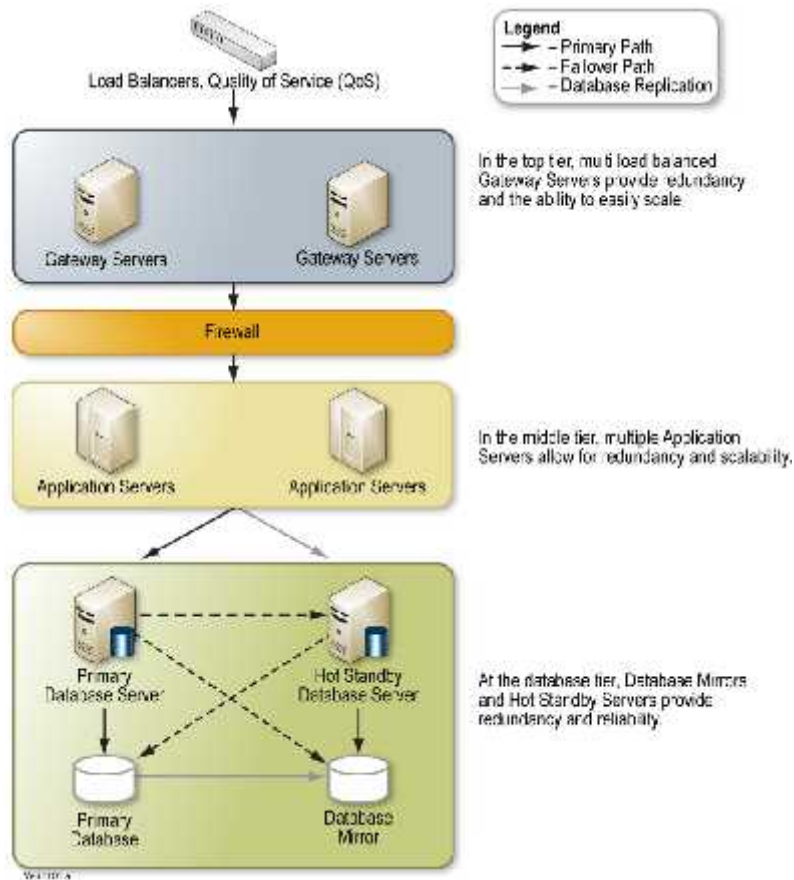 Legend
– Primary Path
– Failover Path
– Database Replication
Load Balancers, Quality of Service (QoS)
In the top tier, multi load balanced
Gateway Servers provide redundancy
and the ability to easily scale
Gateway Servers
Gateway Servers
Firewall
In the middle tier, multiple Application
Servers allow for redundancy and scalability.
Application Servers
Application Servers
Primary
Database Server
Hot Standby
Database Server
At the database tier, Database Mirrors
and Hot Standby Servers provide
redundancy and reliability.
Primary
Database
Database
Mirror